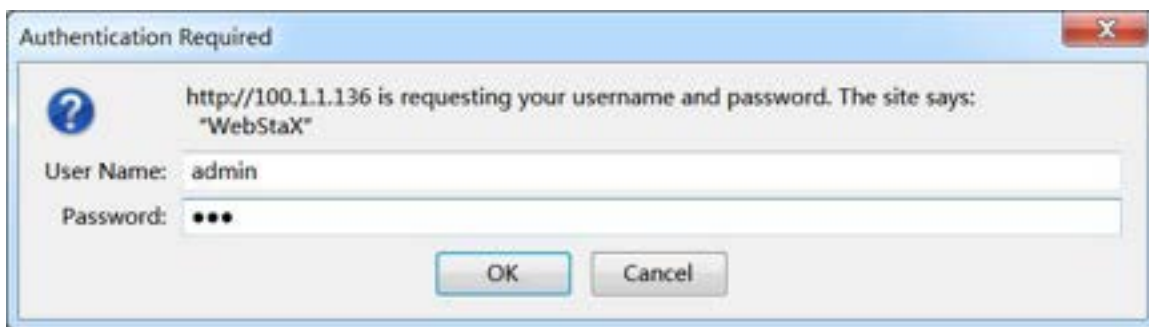 Authentication Required
http://100.1.1.136 is requesting your username and password. The site says:
"WebStaX"
User Name: admin
Password: •••
OK Cancel